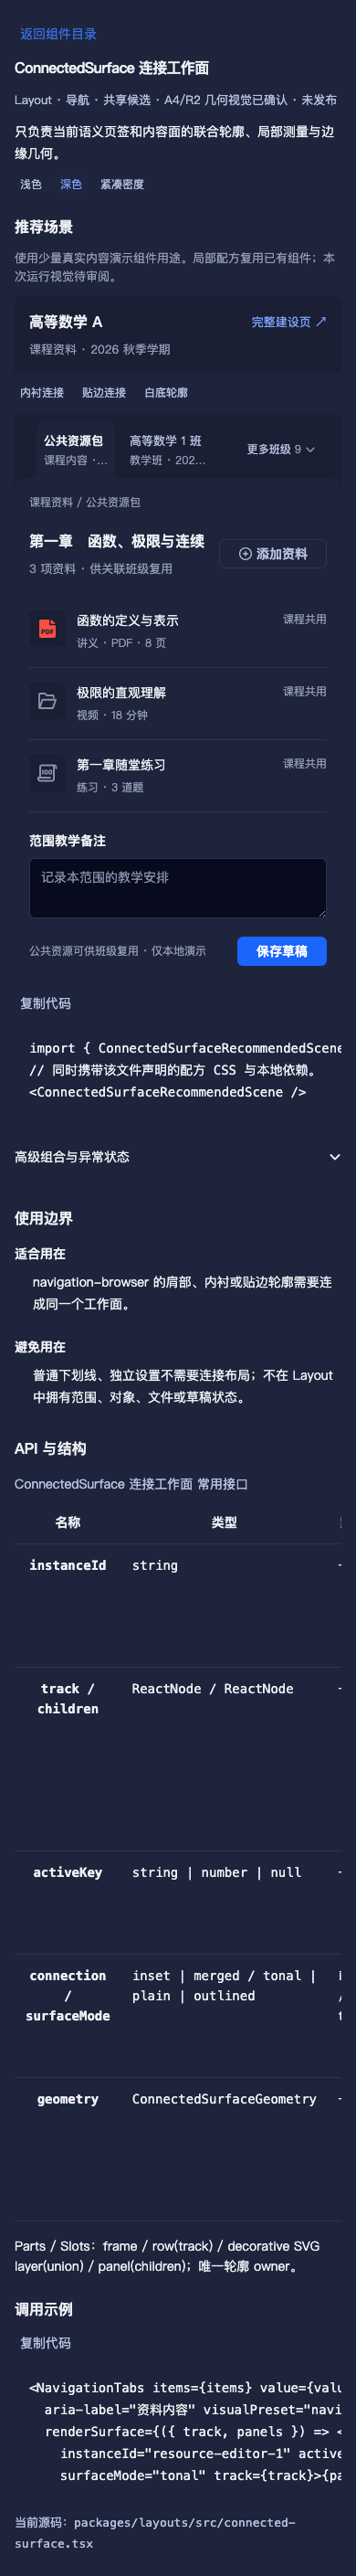 返回组件目录
ConnectedSurface 连接工作面
Layout · 导航 · 共享候选 · A4/R2 几何视觉已确认 · 未发布
只负责当前语义页签和内容面的联合轮廓、局部测量与边
缘几何。
浅色 深色 紧凑密度
推荐场景
使用少量真实内容演示组件用途。局部配方复用已有组件；本
次运行视觉待审阅。
高等数学 A 完整建设页 ↗
课程资料 · 2026 秋季学期
内衬连接 贴边连接 白底轮廓
公共资源包 高等数学 1 班 更多班级 9
课程内容 ·... 教学班 · 202...
课程资料 / 公共资源包
第一章 函数、极限与连续 添加资料
3 项资料 · 供关联班级复用
函数的定义与表示 课程共用
讲义 · PDF · 8 页
极限的直观理解 课程共用
视频 · 18 分钟
第一章随堂练习 课程共用
练习 · 3 道题
范围教学备注
记录本范围的教学安排
公共资源可供班级复用 · 仅本地演示 保存草稿
复制代码
import { ConnectedSurfaceRecommendedScene
// 同时携带该文件声明的配方 CSS 与本地依赖。
<ConnectedSurfaceRecommendedScene />
高级组合与异常状态
使用边界
适合用在
navigation-browser 的肩部、内衬或贴边轮廓需要连
成同一个工作面。
避免用在
普通下划线、独立设置不需要连接布局；不在 Layout
中拥有范围、对象、文件或草稿状态。
API 与结构
ConnectedSurface 连接工作面 常用接口
名称 类型
instanceId string
track / ReactNode / ReactNode
children
activeKey string | number | null
connection inset | merged / tonal |
/ plain | outlined
surfaceMode
geometry ConnectedSurfaceGeometry
Parts / Slots：frame / row(track) / decorative SVG
layer(union) / panel(children)；唯一轮廓 owner。
调用示例
复制代码
<NavigationTabs items={items} value={valu
aria-label="资料内容" visualPreset="navi
renderSurface={({ track, panels }) => <
instanceId="resource-editor-1" active
surfaceMode="tonal" track={track}>{pa
当前源码：packages/layouts/src/connected-
surface.tsx